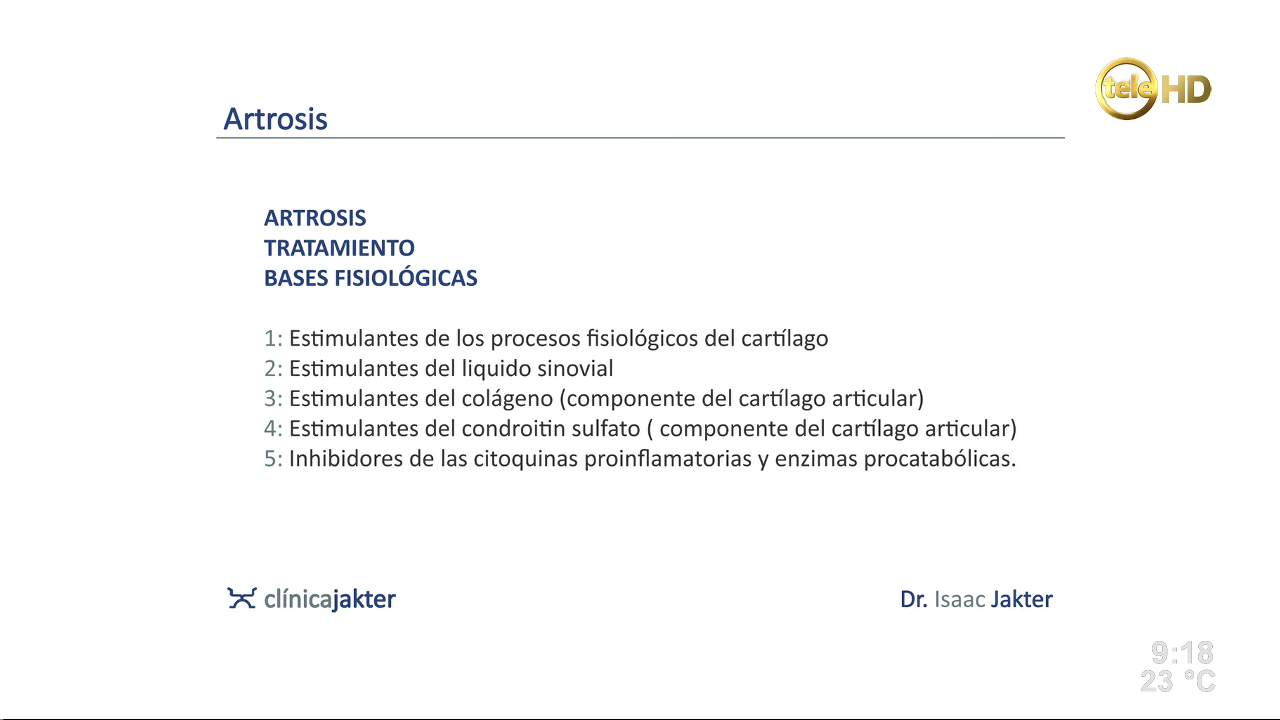 tele HD
Artrosis
ARTROSIS
TRATAMIENTO
BASES FISIOLÓGICAS
1: Estimulantes de los procesos fisiológicos del cartílago
2: Estimulantes del liquido sinovial
3: Estimulantes del colágeno (componente del cartílago articular)
4: Estimulantes del condroitin sulfato ( componente del cartílago articular)
5: Inhibidores de las citoquinas proinflamatorias y enzimas procatabólicas.
clínicajakter
Dr. Isaac Jakter
9:18
23 °C